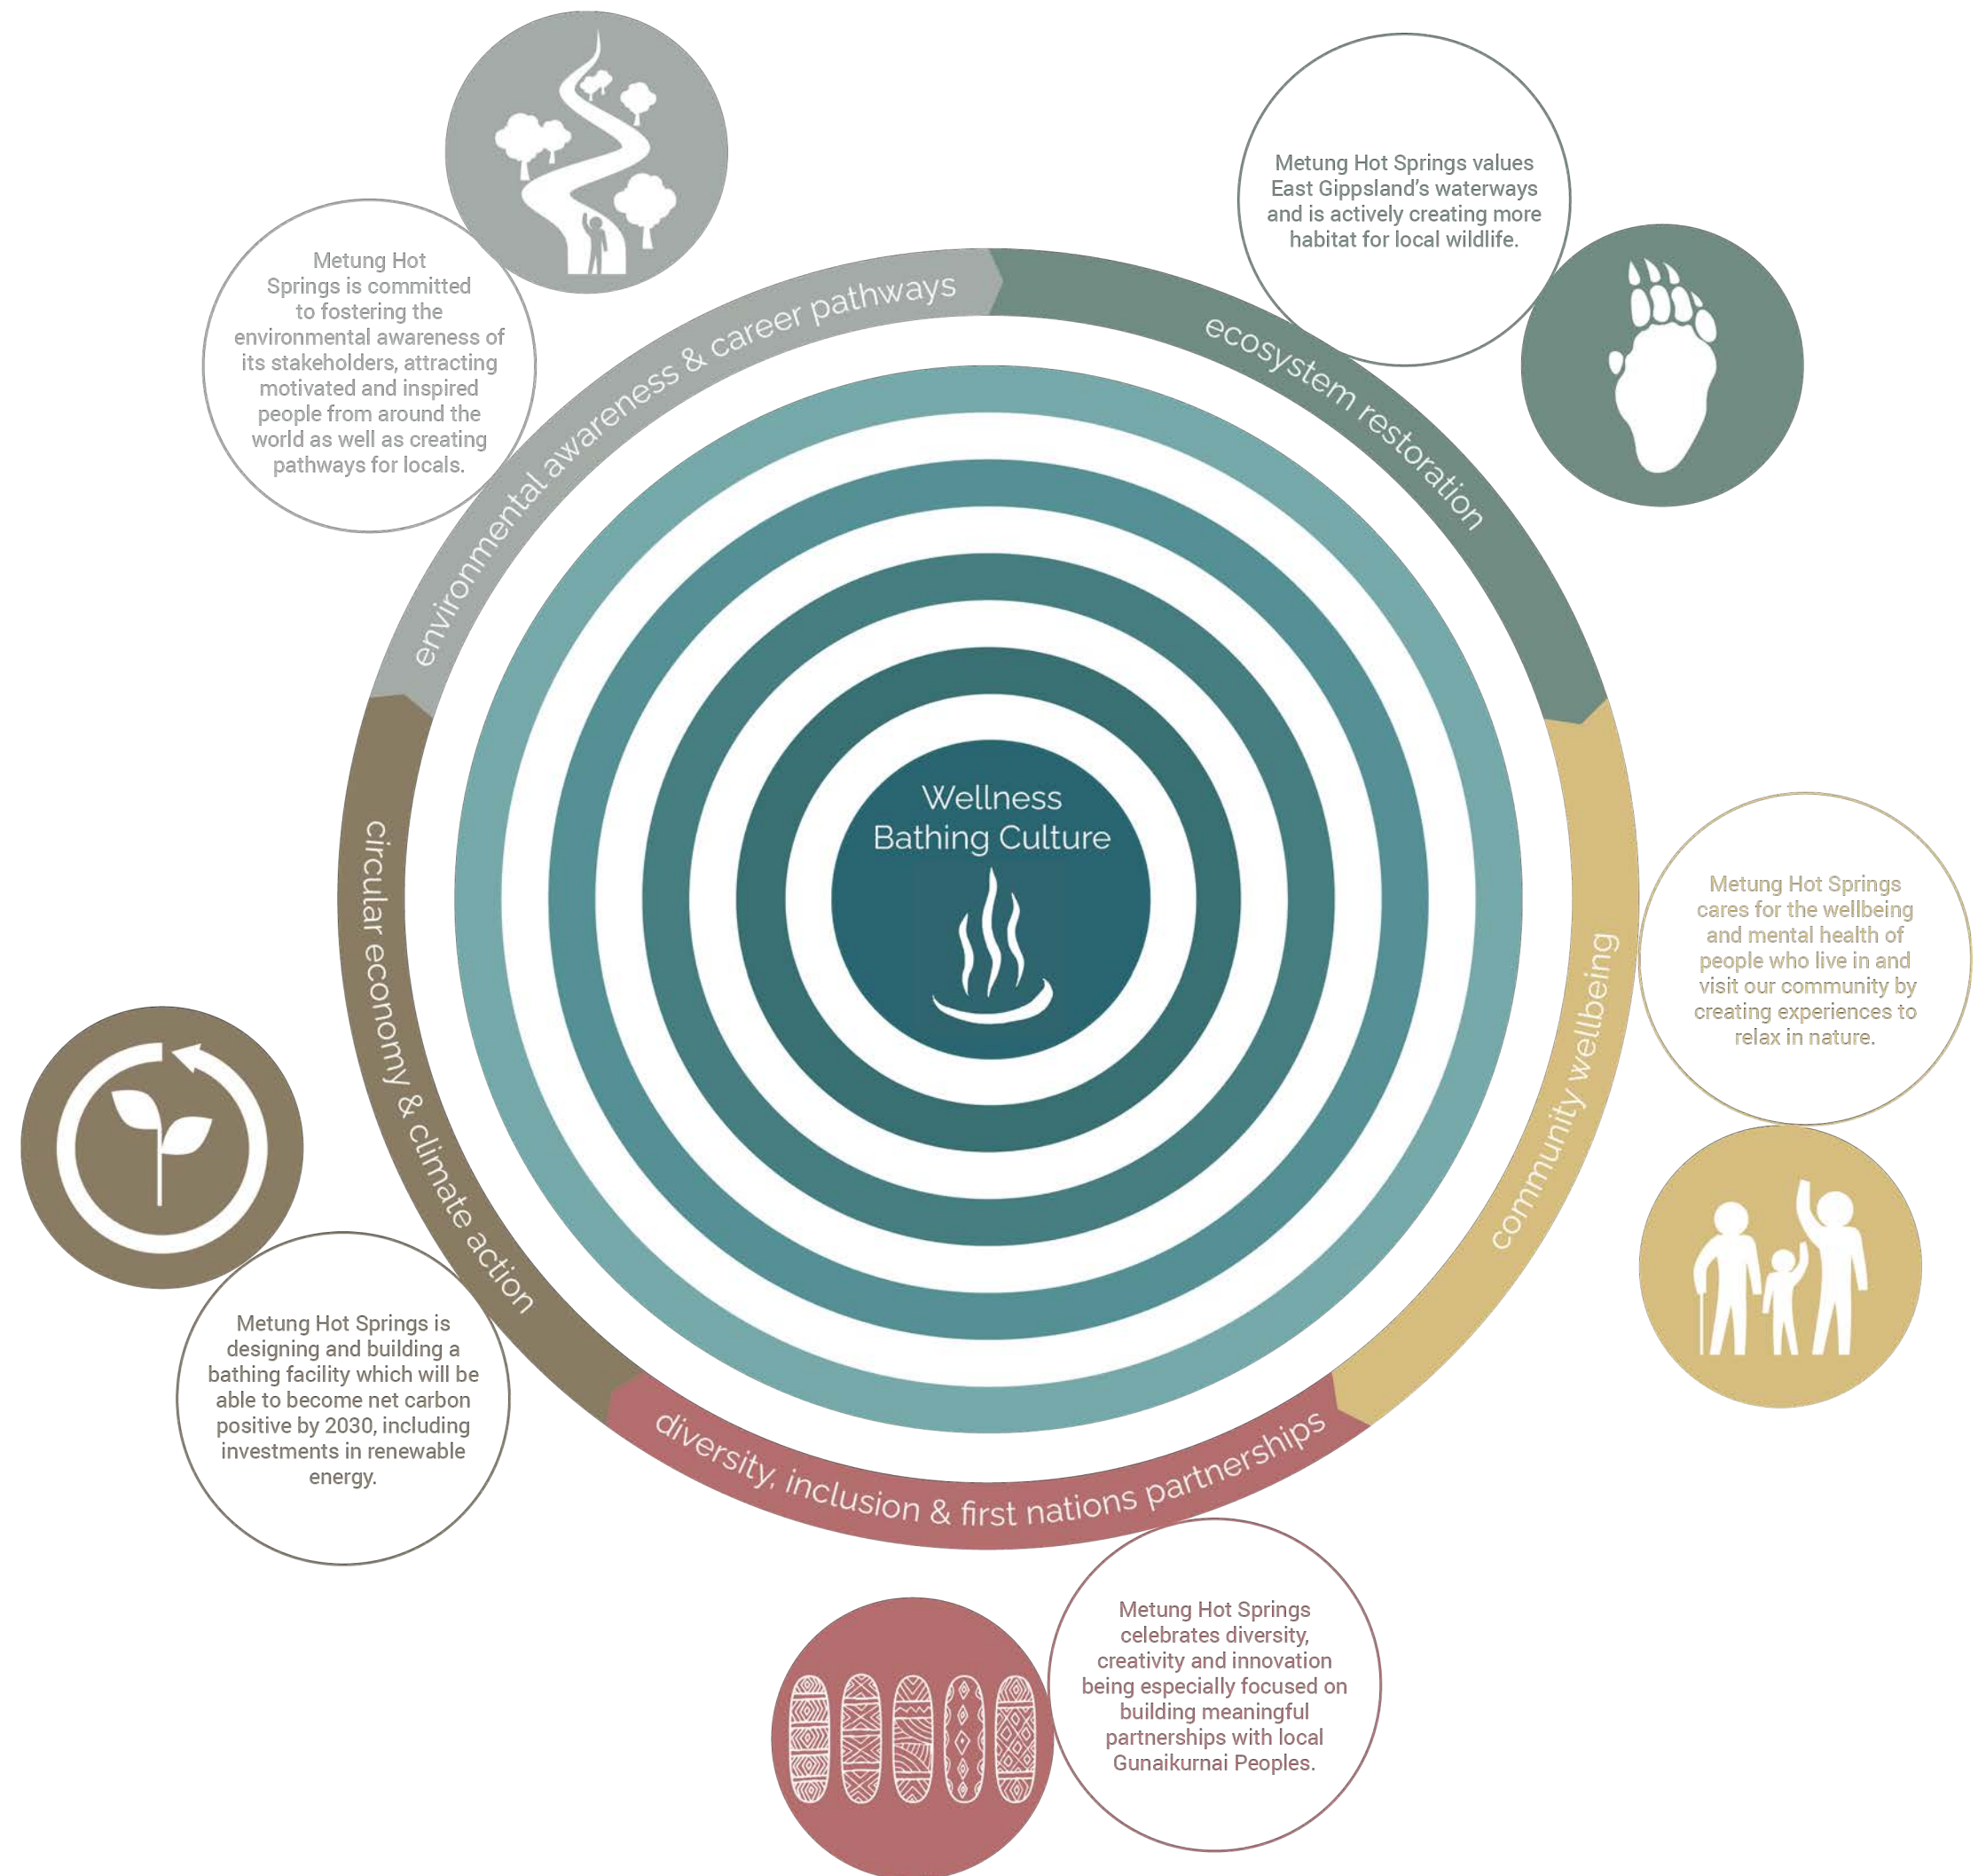 Metung Hot Springs values
East Gippsland's waterways
and is actively creating more
habitat for local wildlife.
Metung Hot
Springs is committed
to fostering the
environmental awareness of
its stakeholders, attracting
motivated and inspired
people from around the
world as well as creating
pathways for locals.
environmental awareness & career pathways
ecosystem restoration
Wellness
Bathing Culture
Metung Hot Springs
cares for the wellbeing
and mental health of
people who live in and
visit our community by
creating experiences to
relax in nature.
circular economy & climate action
community wellbeing
Metung Hot Springs is
designing and building a
bathing facility which will be
able to become net carbon
positive by 2030, including
investments in renewable
energy.
diversity, inclusion & first nations partnerships
Metung Hot Springs
celebrates diversity,
creativity and innovation
being especially focused on
building meaningful
partnerships with local
Gunaikurnai Peoples.